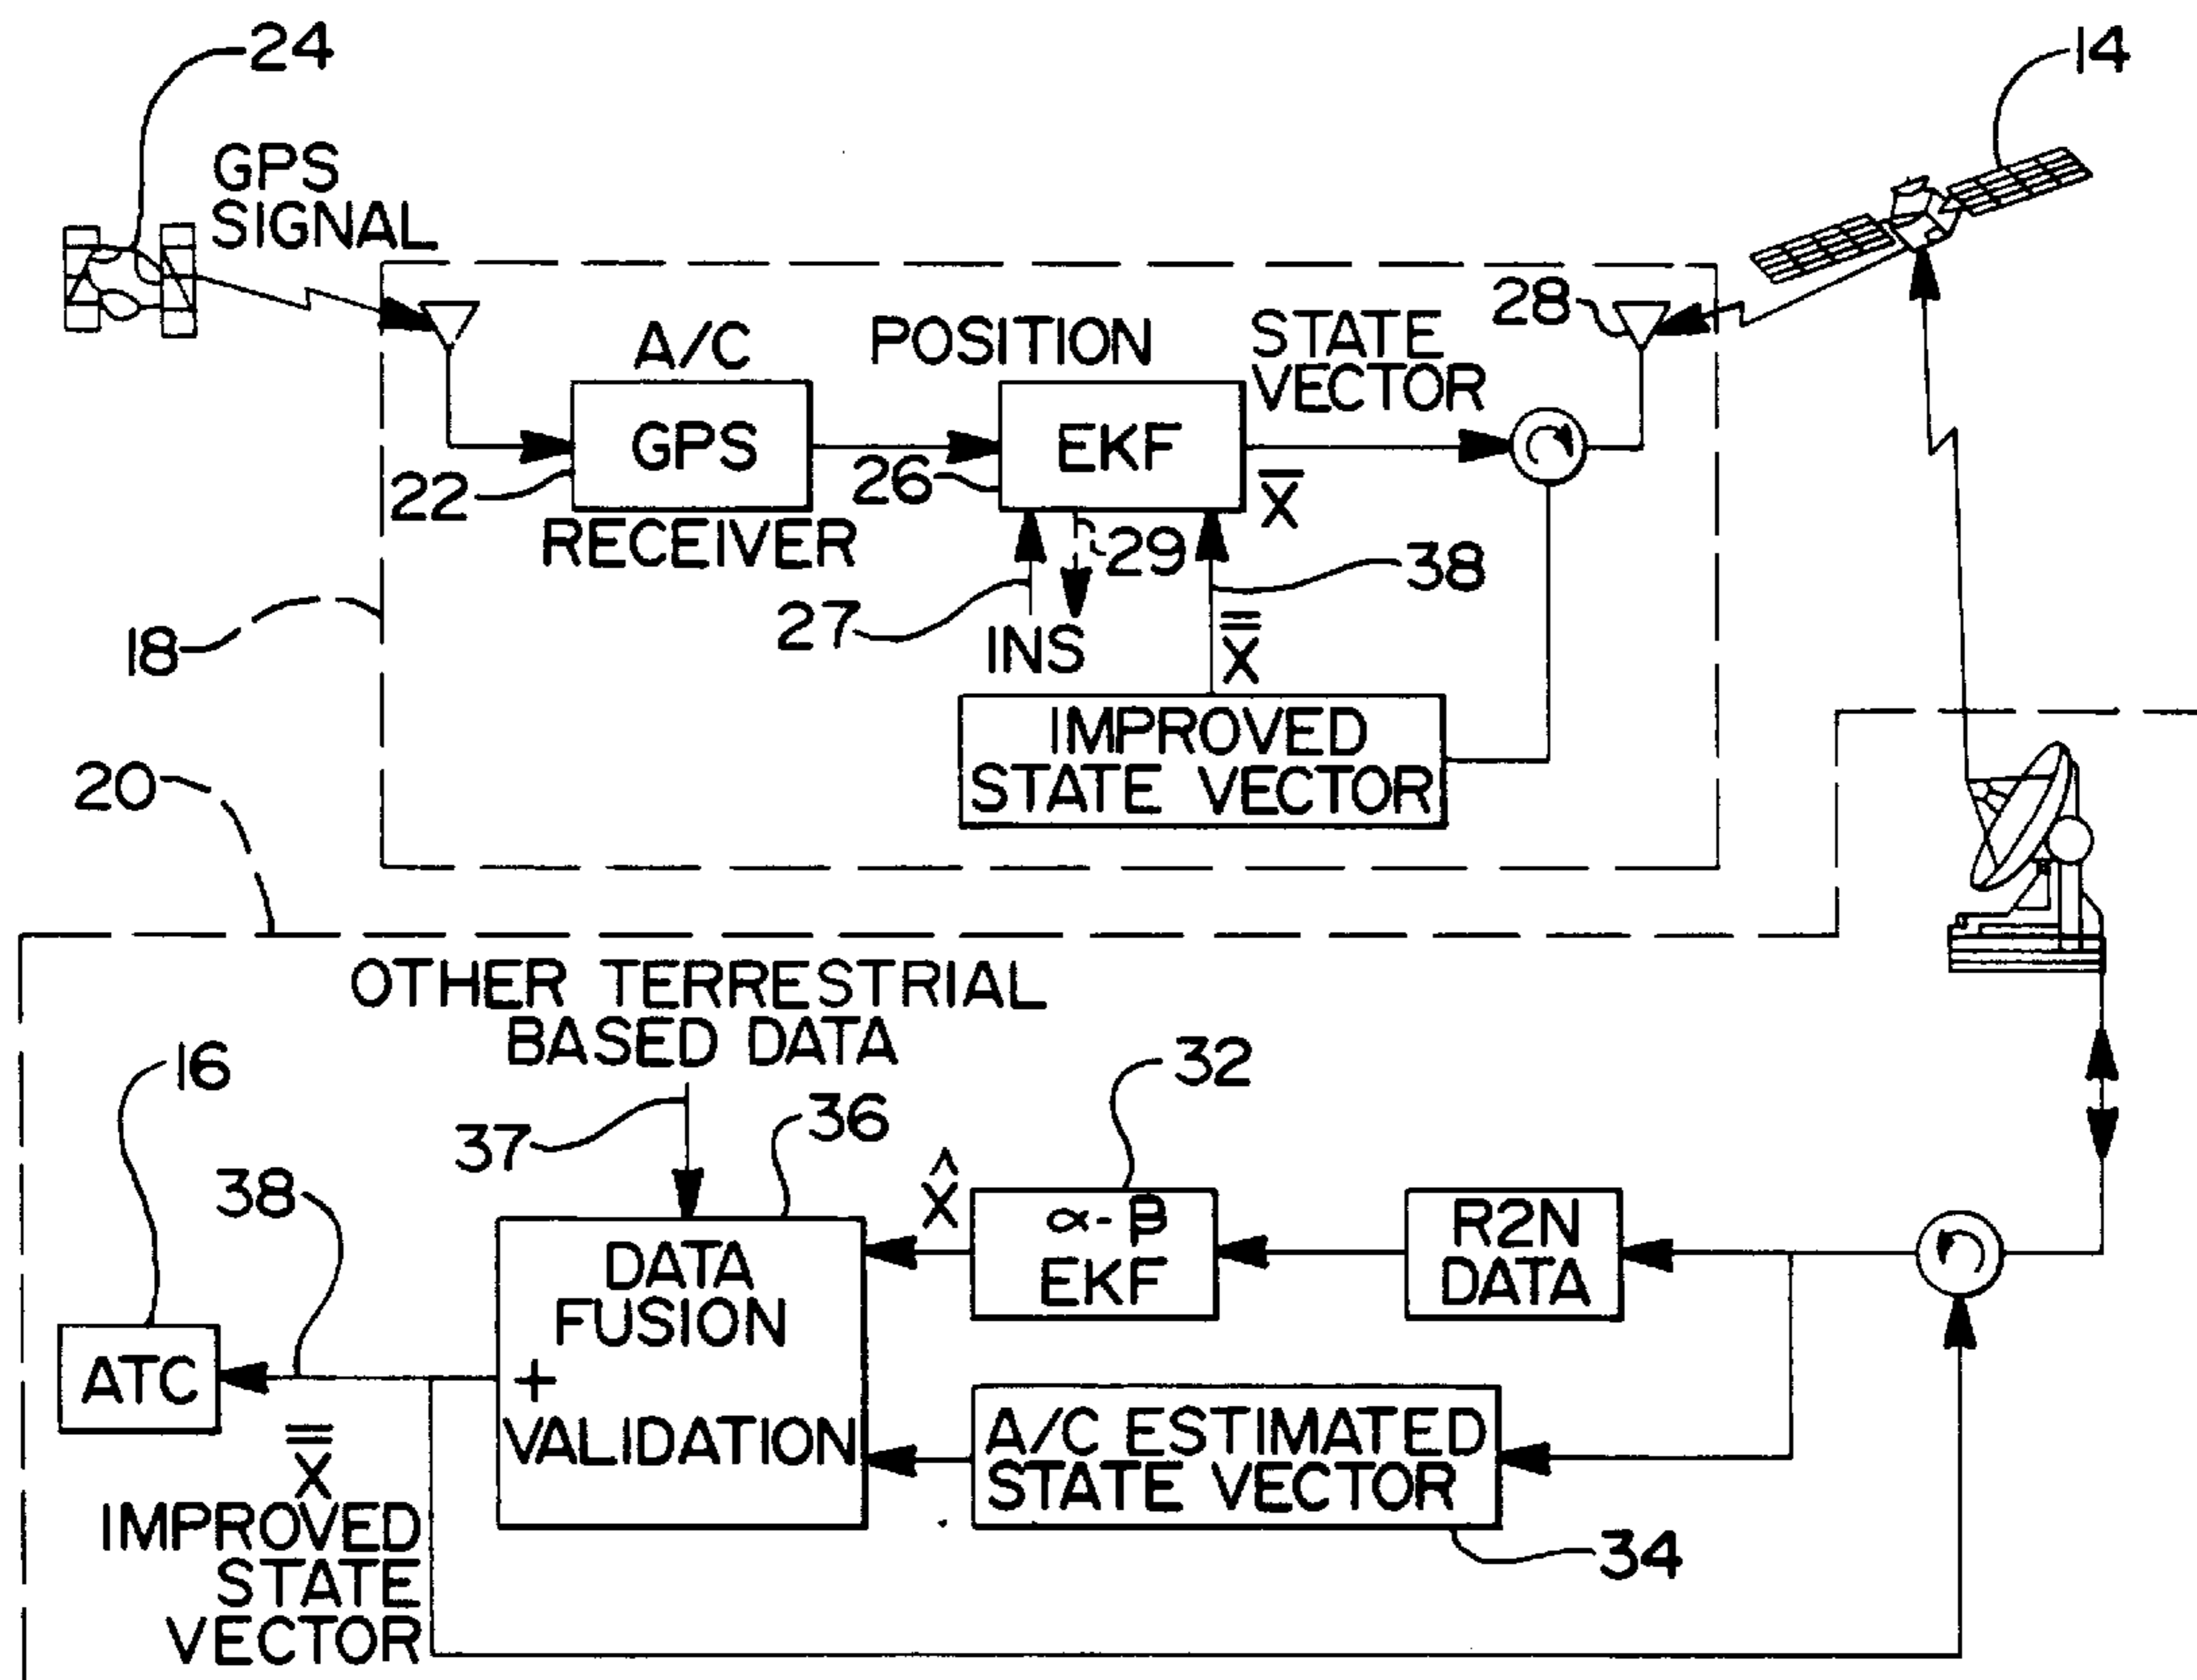 24
14
GPS
SIGNAL
28
A/C
POSITION
STATE
VECTOR
GPS
EKF
22
26
X̅
RECEIVER
29
38
27
INS
X̿
18
IMPROVED
STATE VECTOR
20
OTHER TERRESTRIAL
BASED DATA
16
32
36
37
38
X̂
α-β
EKF
R2N
DATA
DATA
FUSION
+
VALIDATION
ATC
A/C ESTIMATED
STATE VECTOR
X̿
IMPROVED
STATE
VECTOR
34